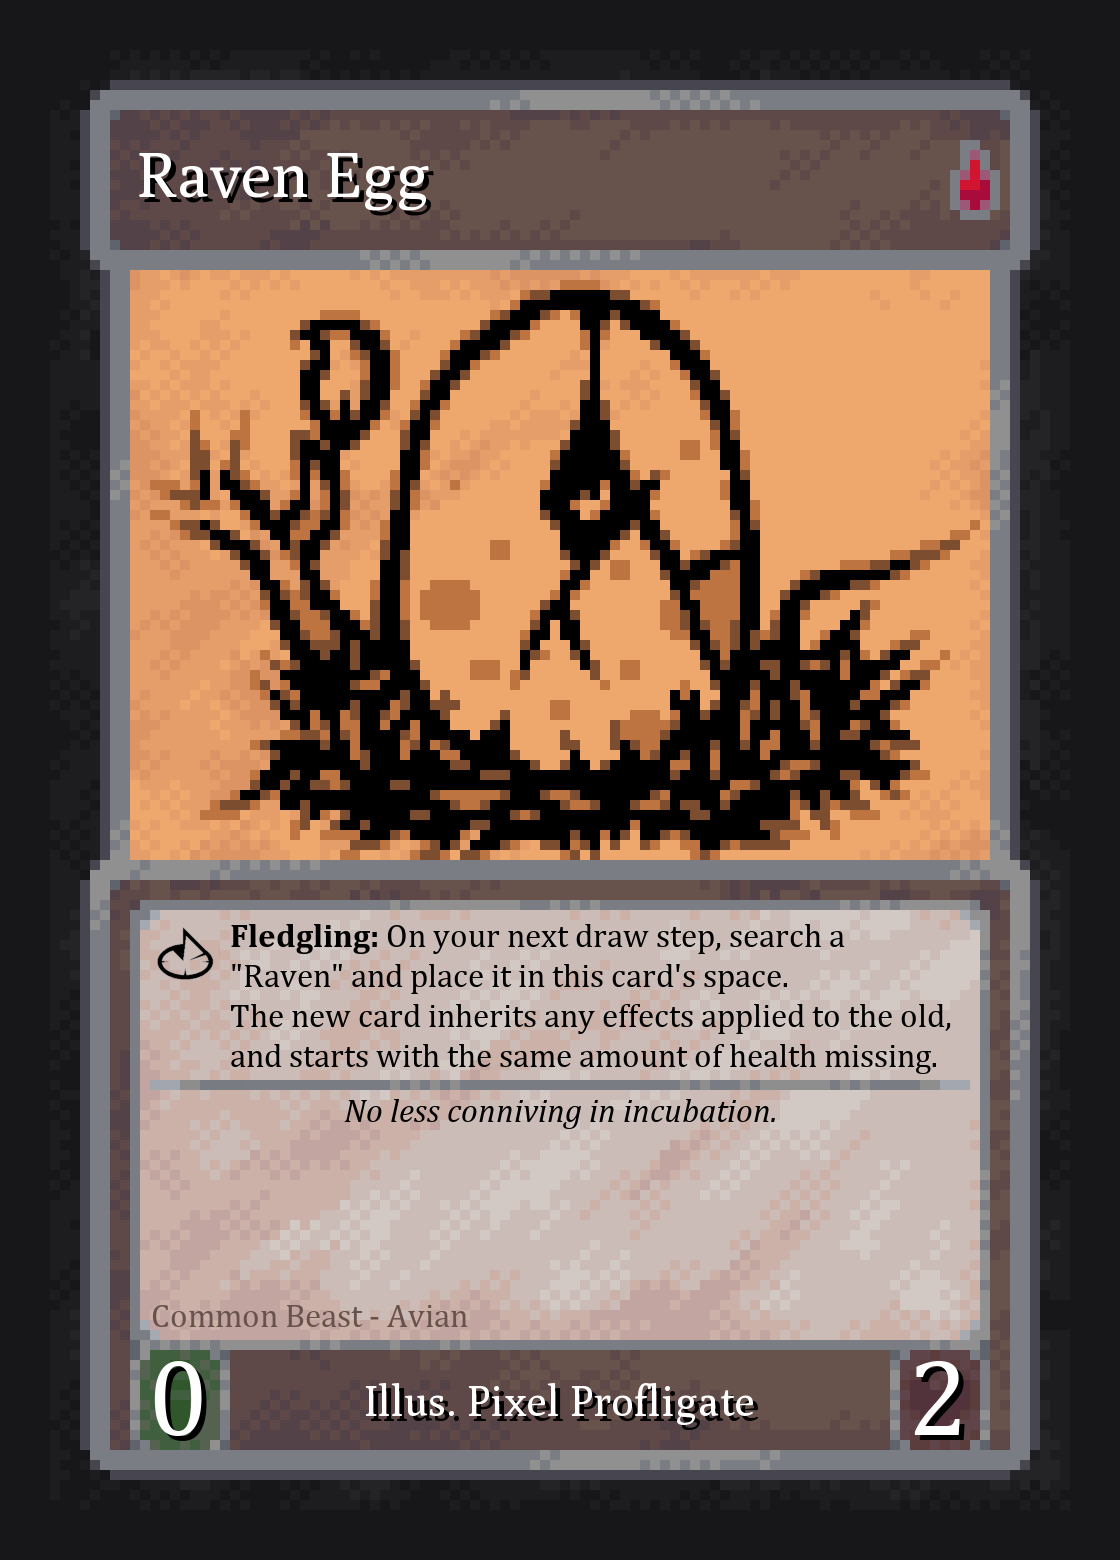 Raven Egg
Fledgling: On your next draw step, search a
"Raven" and place it in this card's space.
The new card inherits any effects applied to the old,
and starts with the same amount of health missing.
No less conniving in incubation.
Common Beast - Avian
0
Illus. Pixel Profligate
2